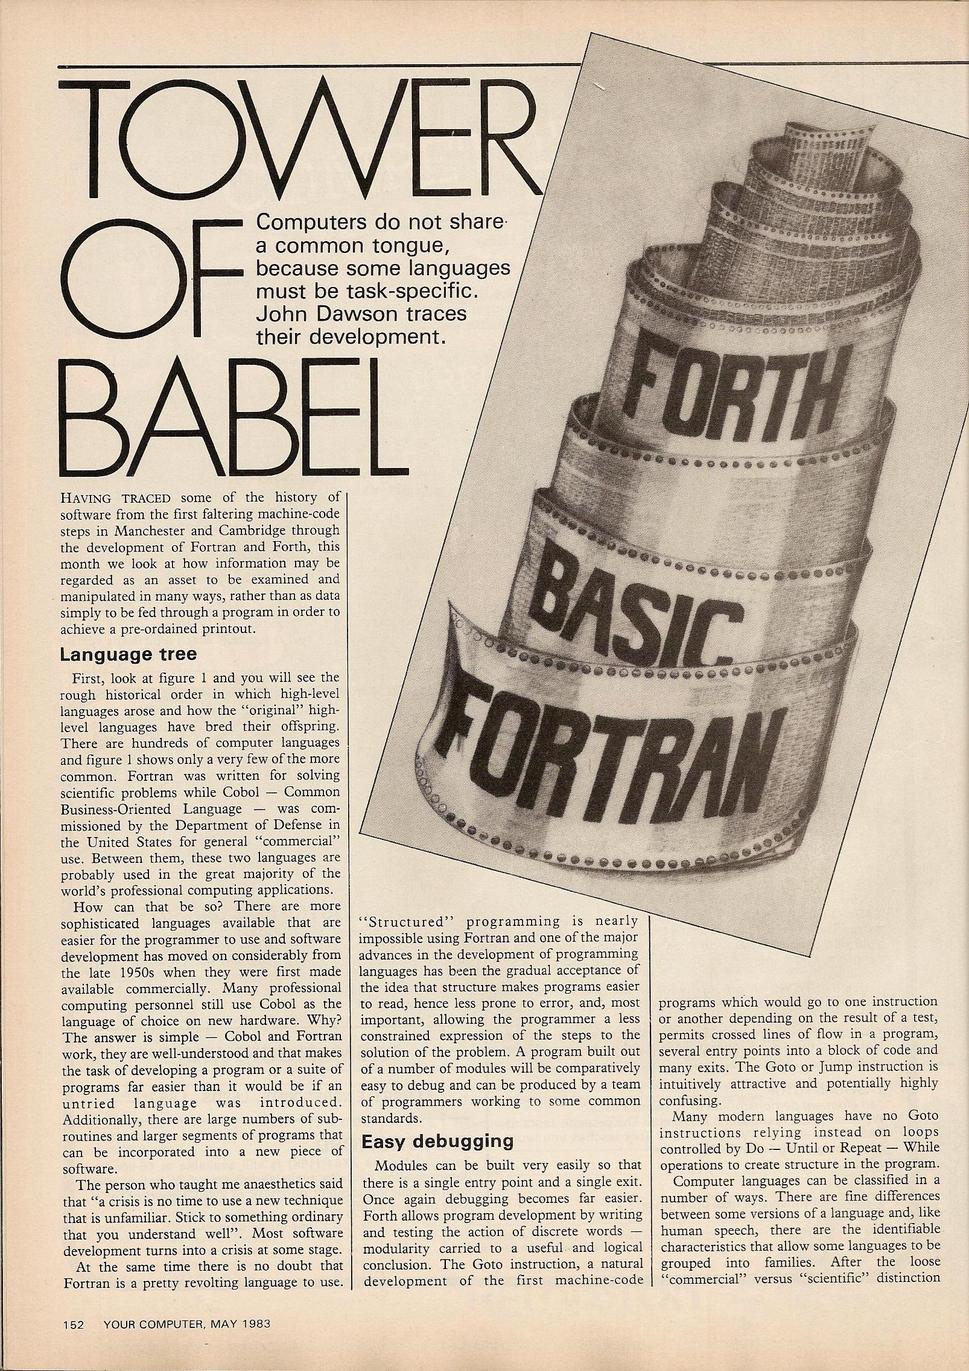 TOWER
OF
BABEL
Computers do not share
a common tongue,
because some languages
must be task-specific.
John Dawson traces
their development.
FORTH
BASIC
FORTRAN
HAVING TRACED some of the history of
software from the first faltering machine-code
steps in Manchester and Cambridge through
the development of Fortran and Forth, this
month we look at how information may be
regarded as an asset to be examined and
manipulated in many ways, rather than as data
simply to be fed through a program in order to
achieve a pre-ordained printout.
Language tree
First, look at figure 1 and you will see the
rough historical order in which high-level
languages arose and how the "original" high-
level languages have bred their offspring.
There are hundreds of computer languages
and figure 1 shows only a very few of the more
common. Fortran was written for solving
scientific problems while Cobol — Common
Business-Oriented Language — was com-
missioned by the Department of Defense in
the United States for general "commercial"
use. Between them, these two languages are
probably used in the great majority of the
world's professional computing applications.
How can that be so? There are more
sophisticated languages available that are
easier for the programmer to use and software
development has moved on considerably from
the late 1950s when they were first made
available commercially. Many professional
computing personnel still use Cobol as the
language of choice on new hardware. Why?
The answer is simple — Cobol and Fortran
work, they are well-understood and that makes
the task of developing a program or a suite of
programs far easier than it would be if an
untried language was introduced.
Additionally, there are large numbers of sub-
routines and larger segments of programs that
can be incorporated into a new piece of
software.
The person who taught me anaesthetics said
that "a crisis is no time to use a new technique
that is unfamiliar. Stick to something ordinary
that you understand well". Most software
development turns into a crisis at some stage.
At the same time there is no doubt that
Fortran is a pretty revolting language to use.
"Structured" programming is nearly
impossible using Fortran and one of the major
advances in the development of programming
languages has been the gradual acceptance of
the idea that structure makes programs easier
to read, hence less prone to error, and, most
important, allowing the programmer a less
constrained expression of the steps to the
solution of the problem. A program built out
of a number of modules will be comparatively
easy to debug and can be produced by a team
of programmers working to some common
standards.
Easy debugging
Modules can be built very easily so that
there is a single entry point and a single exit.
Once again debugging becomes far easier.
Forth allows program development by writing
and testing the action of discrete words —
modularity carried to a useful and logical
conclusion. The Goto instruction, a natural
development of the first machine-code
programs which would go to one instruction
or another depending on the result of a test,
permits crossed lines of flow in a program,
several entry points into a block of code and
many exits. The Goto or Jump instruction is
intuitively attractive and potentially highly
confusing.
Many modern languages have no Goto
instructions relying instead on loops
controlled by Do — Until or Repeat — While
operations to create structure in the program.
Computer languages can be classified in a
number of ways. There are fine differences
between some versions of a language and, like
human speech, there are the identifiable
characteristics that allow some languages to be
grouped into families. After the loose
"commercial" versus "scientific" distinction
152 YOUR COMPUTER, MAY 1983